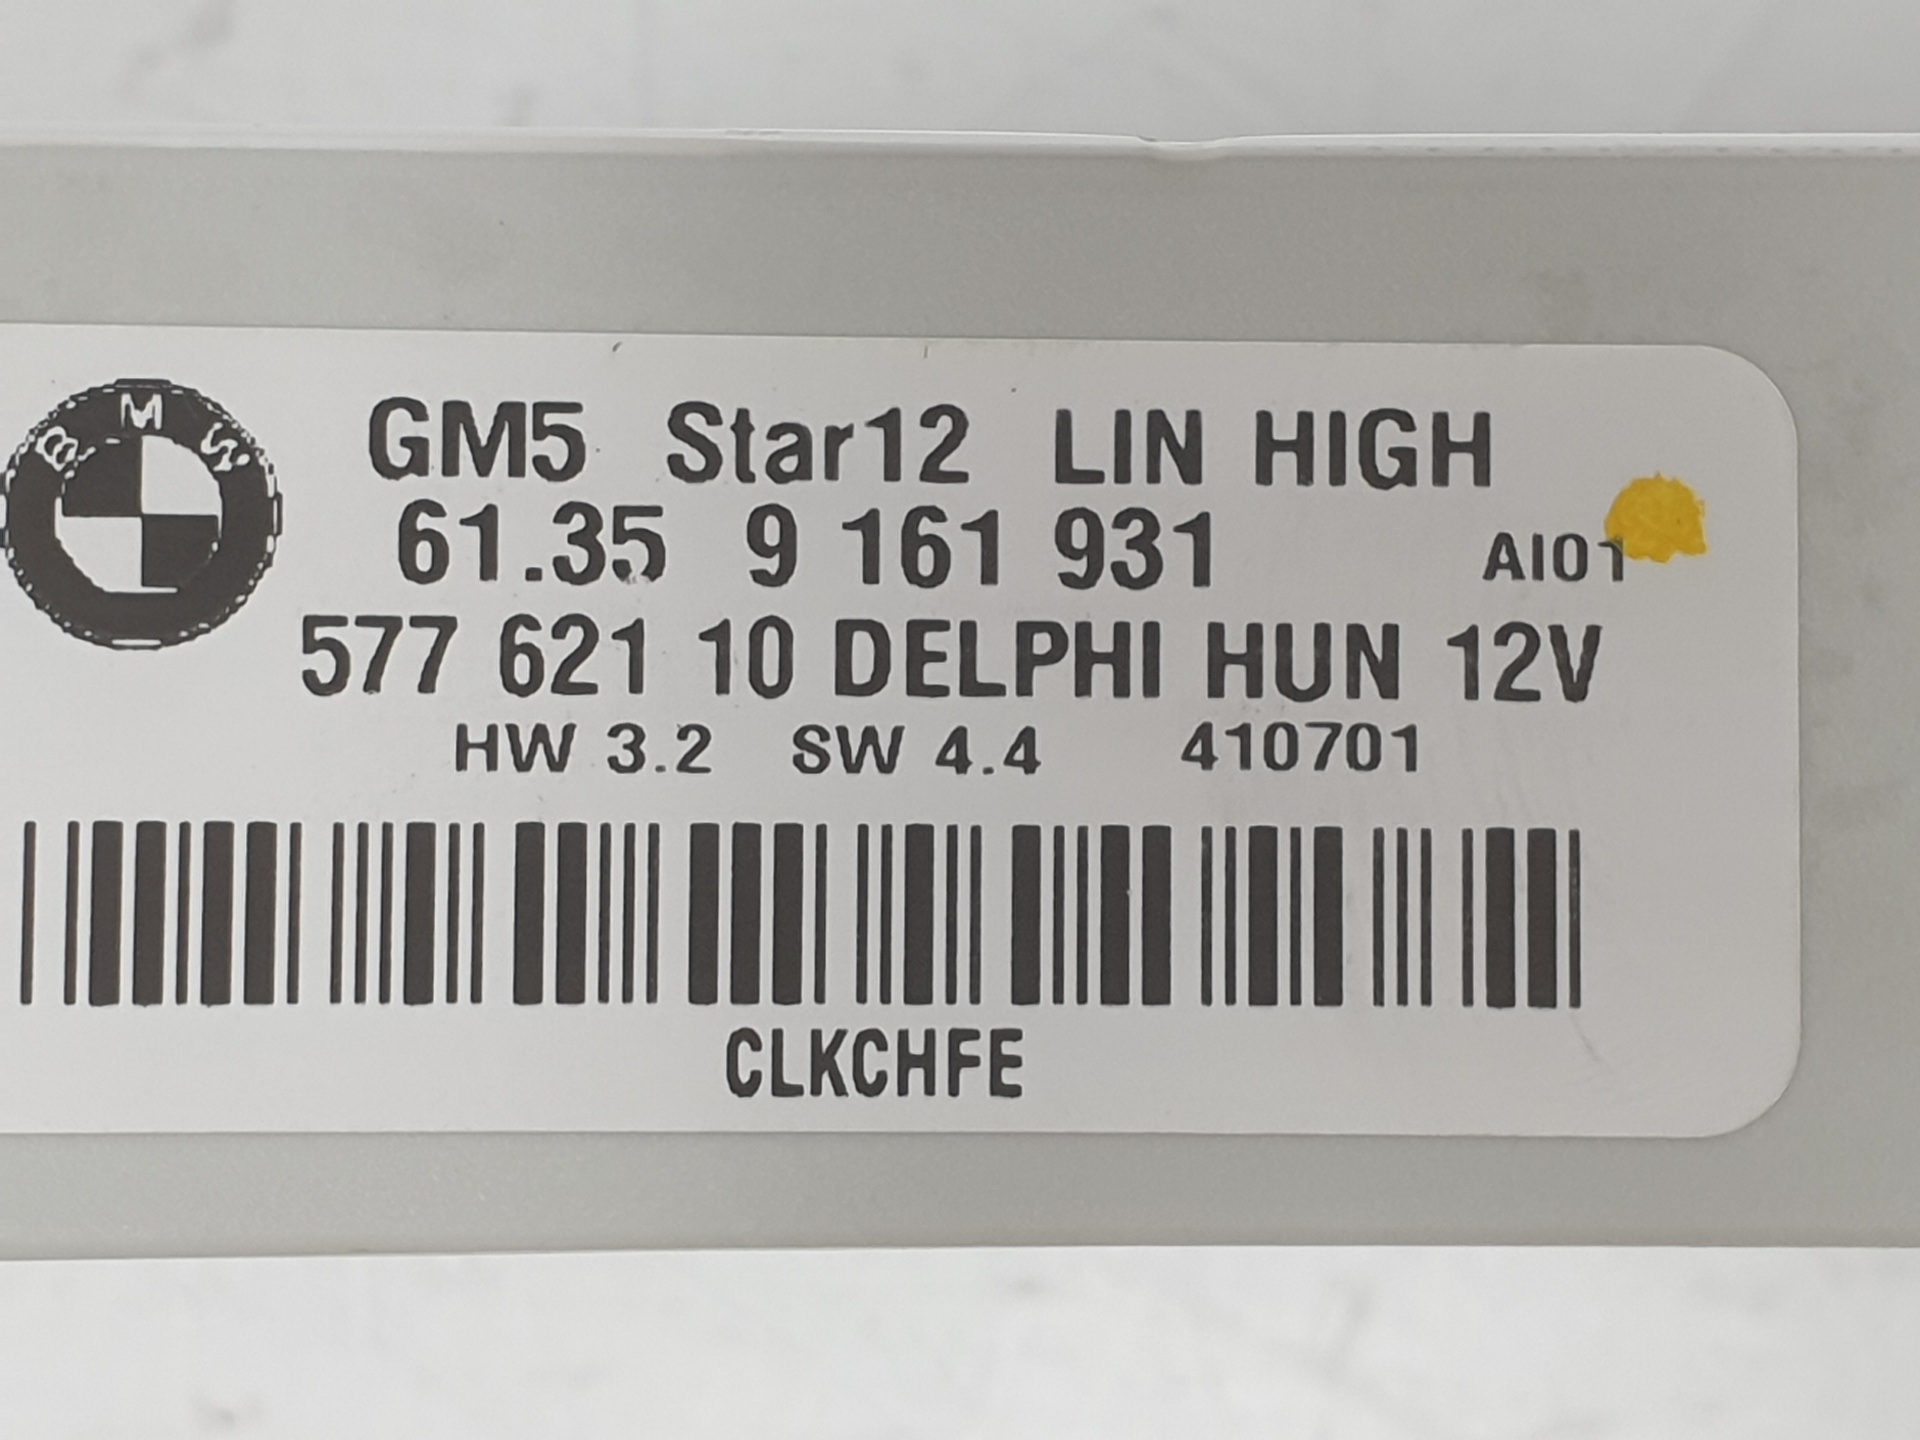 BMW
GM5 Star12 LIN HIGH
61.35 9 161 931 AI01
577 621 10 DELPHI HUN 12V
HW 3.2 SW 4.4 410701
CLKCHFE